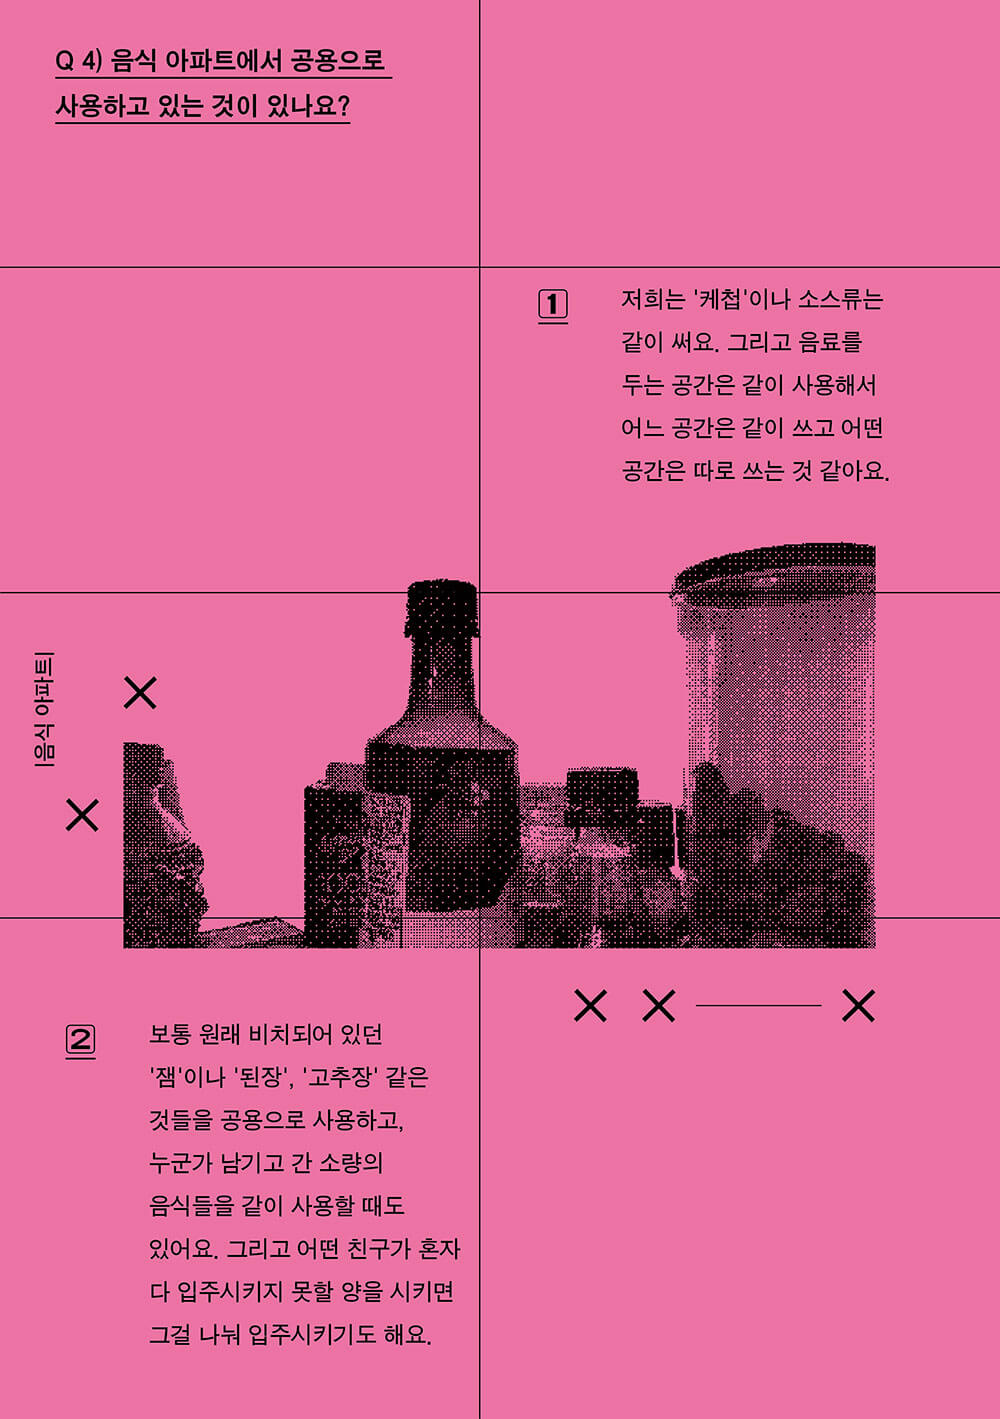 Q 4) 음식 아파트에서 공용으로
사용하고 있는 것이 있나요?
1
저희는 '케첩'이나 소스류는
같이 써요. 그리고 음료를
두는 공간은 같이 사용해서
어느 공간은 같이 쓰고 어떤
공간은 따로 쓰는 것 같아요.
|음식 아파트|
2
보통 원래 비치되어 있던
'잼'이나 '된장', '고추장' 같은
것들을 공용으로 사용하고,
누군가 남기고 간 소량의
음식들을 같이 사용할 때도
있어요. 그리고 어떤 친구가 혼자
다 입주시키지 못할 양을 시키면
그걸 나눠 입주시키기도 해요.